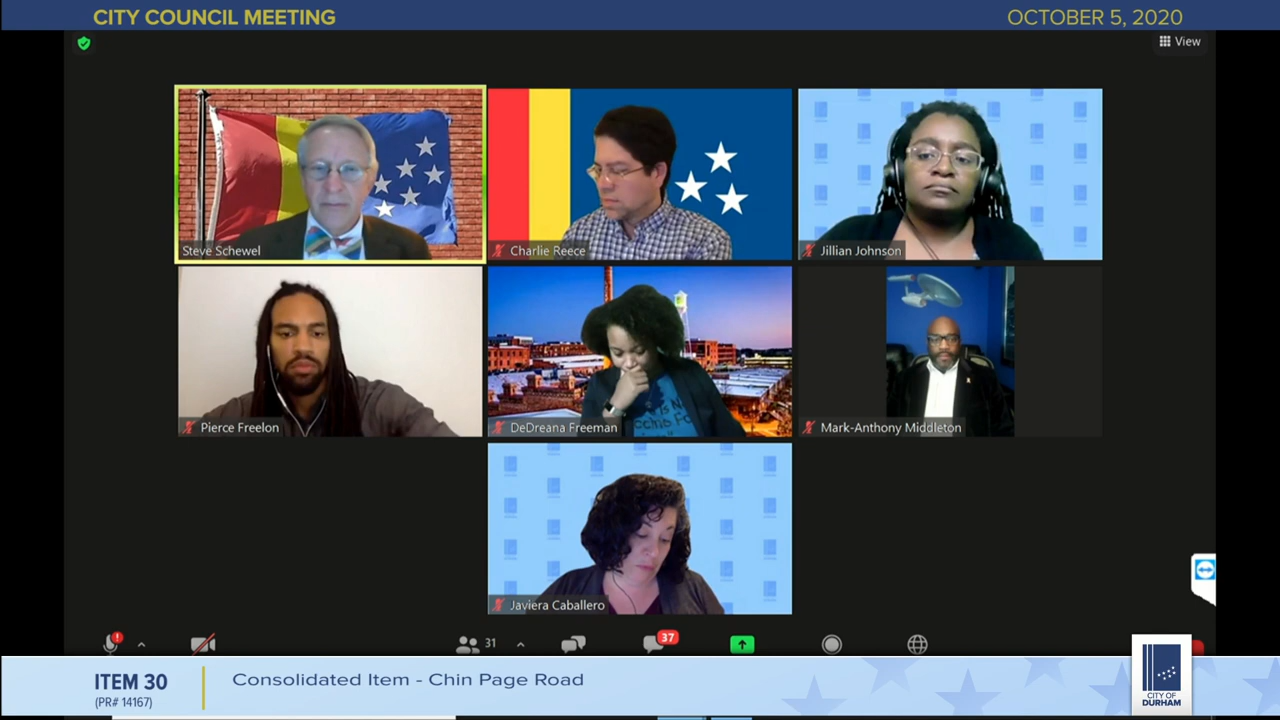 CITY COUNCIL MEETING
OCTOBER 5, 2020
View
Steve Schewel
Charlie Reece
Jillian Johnson
Pierce Freelon
DeDreana Freeman
Mark-Anthony Middleton
Javiera Caballero
31
37
ITEM 30
(PR# 14167)
Consolidated Item - Chin Page Road
CITY OF
DURHAM